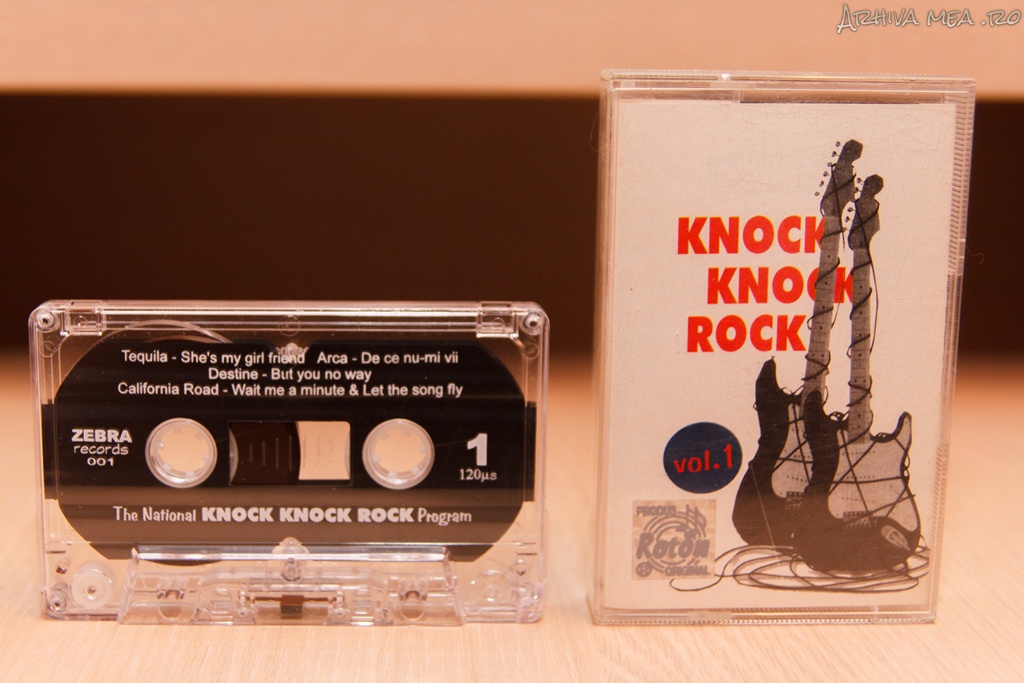 Arhiva mea .ro
Tequila - She's my girl friend   Arca - De ce nu-mi vii
Destine - But you no way
California Road - Wait me a minute & Let the song fly
ZEBRA
records
001
1
120µs
The National KNOCK KNOCK ROCK Program
KNOCK
KNOCK
ROCK
vol.1
PRODUS
Roton
ORIGINAL